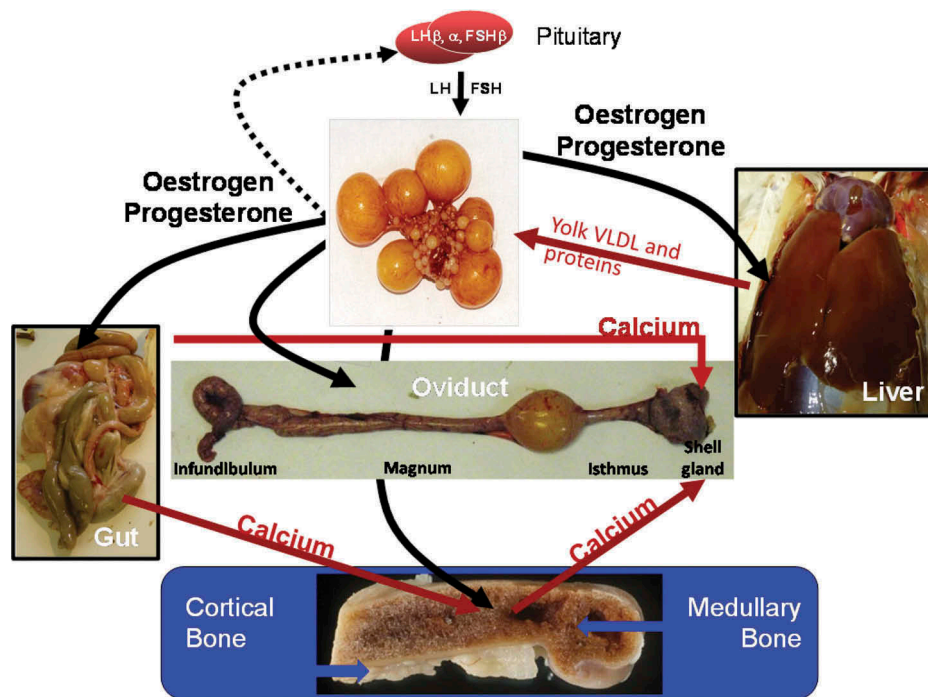 LHβ, α, FSHβ
Pituitary
LH
FSH
Oestrogen
Progesterone
Oestrogen
Progesterone
Yolk VLDL and
proteins
Calcium
Oviduct
Liver
Infundibulum
Magnum
Isthmus
Shell
gland
Gut
Calcium
Calcium
Cortical
Bone
Medullary
Bone